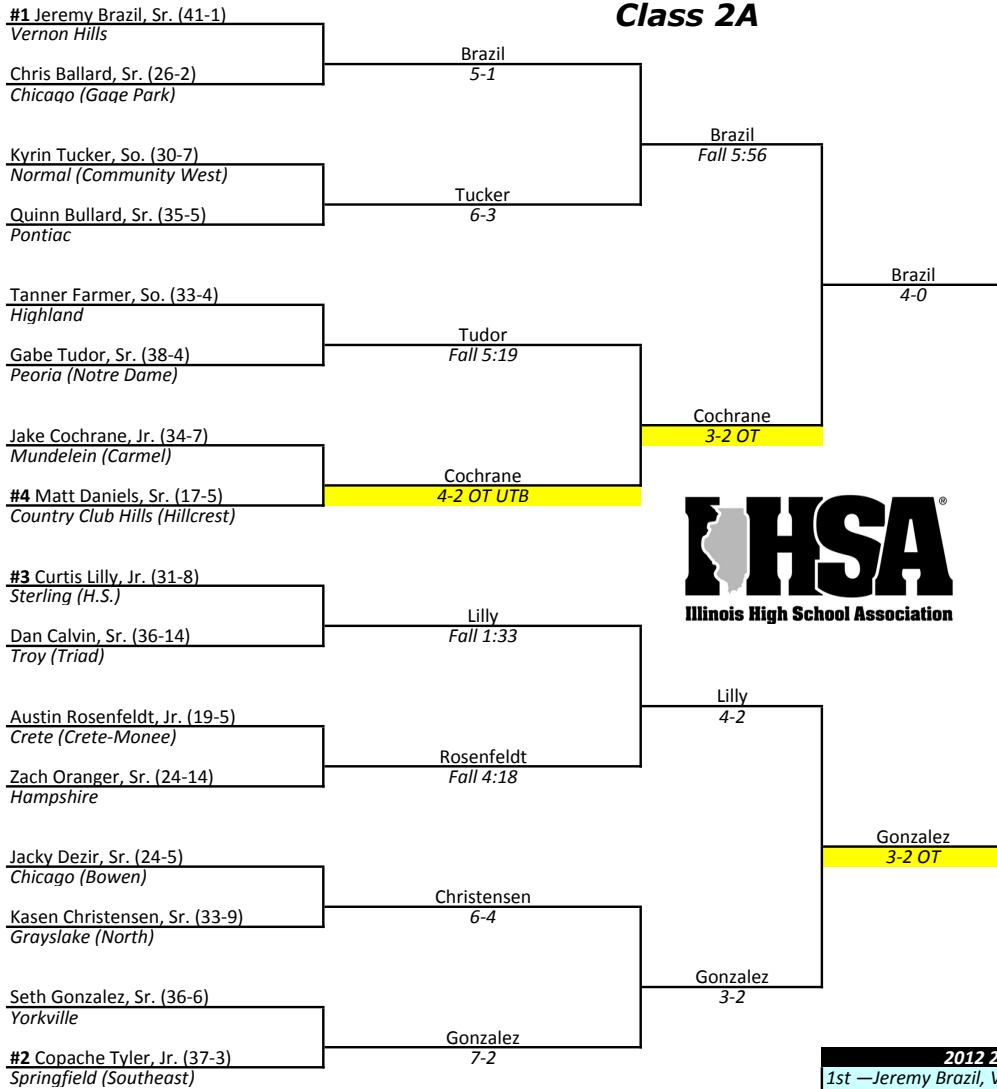 Class 2A
#1 Jeremy Brazil, Sr. (41-1)
Vernon Hills
Chris Ballard, Sr. (26-2)
Chicago (Gage Park)
Brazil
5-1
Kyrin Tucker, So. (30-7)
Normal (Community West)
Quinn Bullard, Sr. (35-5)
Pontiac
Tucker
6-3
Brazil
Fall 5:56
Tanner Farmer, So. (33-4)
Highland
Gabe Tudor, Sr. (38-4)
Peoria (Notre Dame)
Tudor
Fall 5:19
Jake Cochrane, Jr. (34-7)
Mundelein (Carmel)
#4 Matt Daniels, Sr. (17-5)
Country Club Hills (Hillcrest)
Cochrane
4-2 OT UTB
Cochrane
3-2 OT
Brazil
4-0
IHSA®
Illinois High School Association
#3 Curtis Lilly, Jr. (31-8)
Sterling (H.S.)
Dan Calvin, Sr. (36-14)
Troy (Triad)
Lilly
Fall 1:33
Austin Rosenfeldt, Jr. (19-5)
Crete (Crete-Monee)
Zach Oranger, Sr. (24-14)
Hampshire
Rosenfeldt
Fall 4:18
Lilly
4-2
Jacky Dezir, Sr. (24-5)
Chicago (Bowen)
Kasen Christensen, Sr. (33-9)
Grayslake (North)
Christensen
6-4
Seth Gonzalez, Sr. (36-6)
Yorkville
#2 Copache Tyler, Jr. (37-3)
Springfield (Southeast)
Gonzalez
7-2
Gonzalez
3-2
Gonzalez
3-2 OT
2012 2
1st —Jeremy Brazil, V